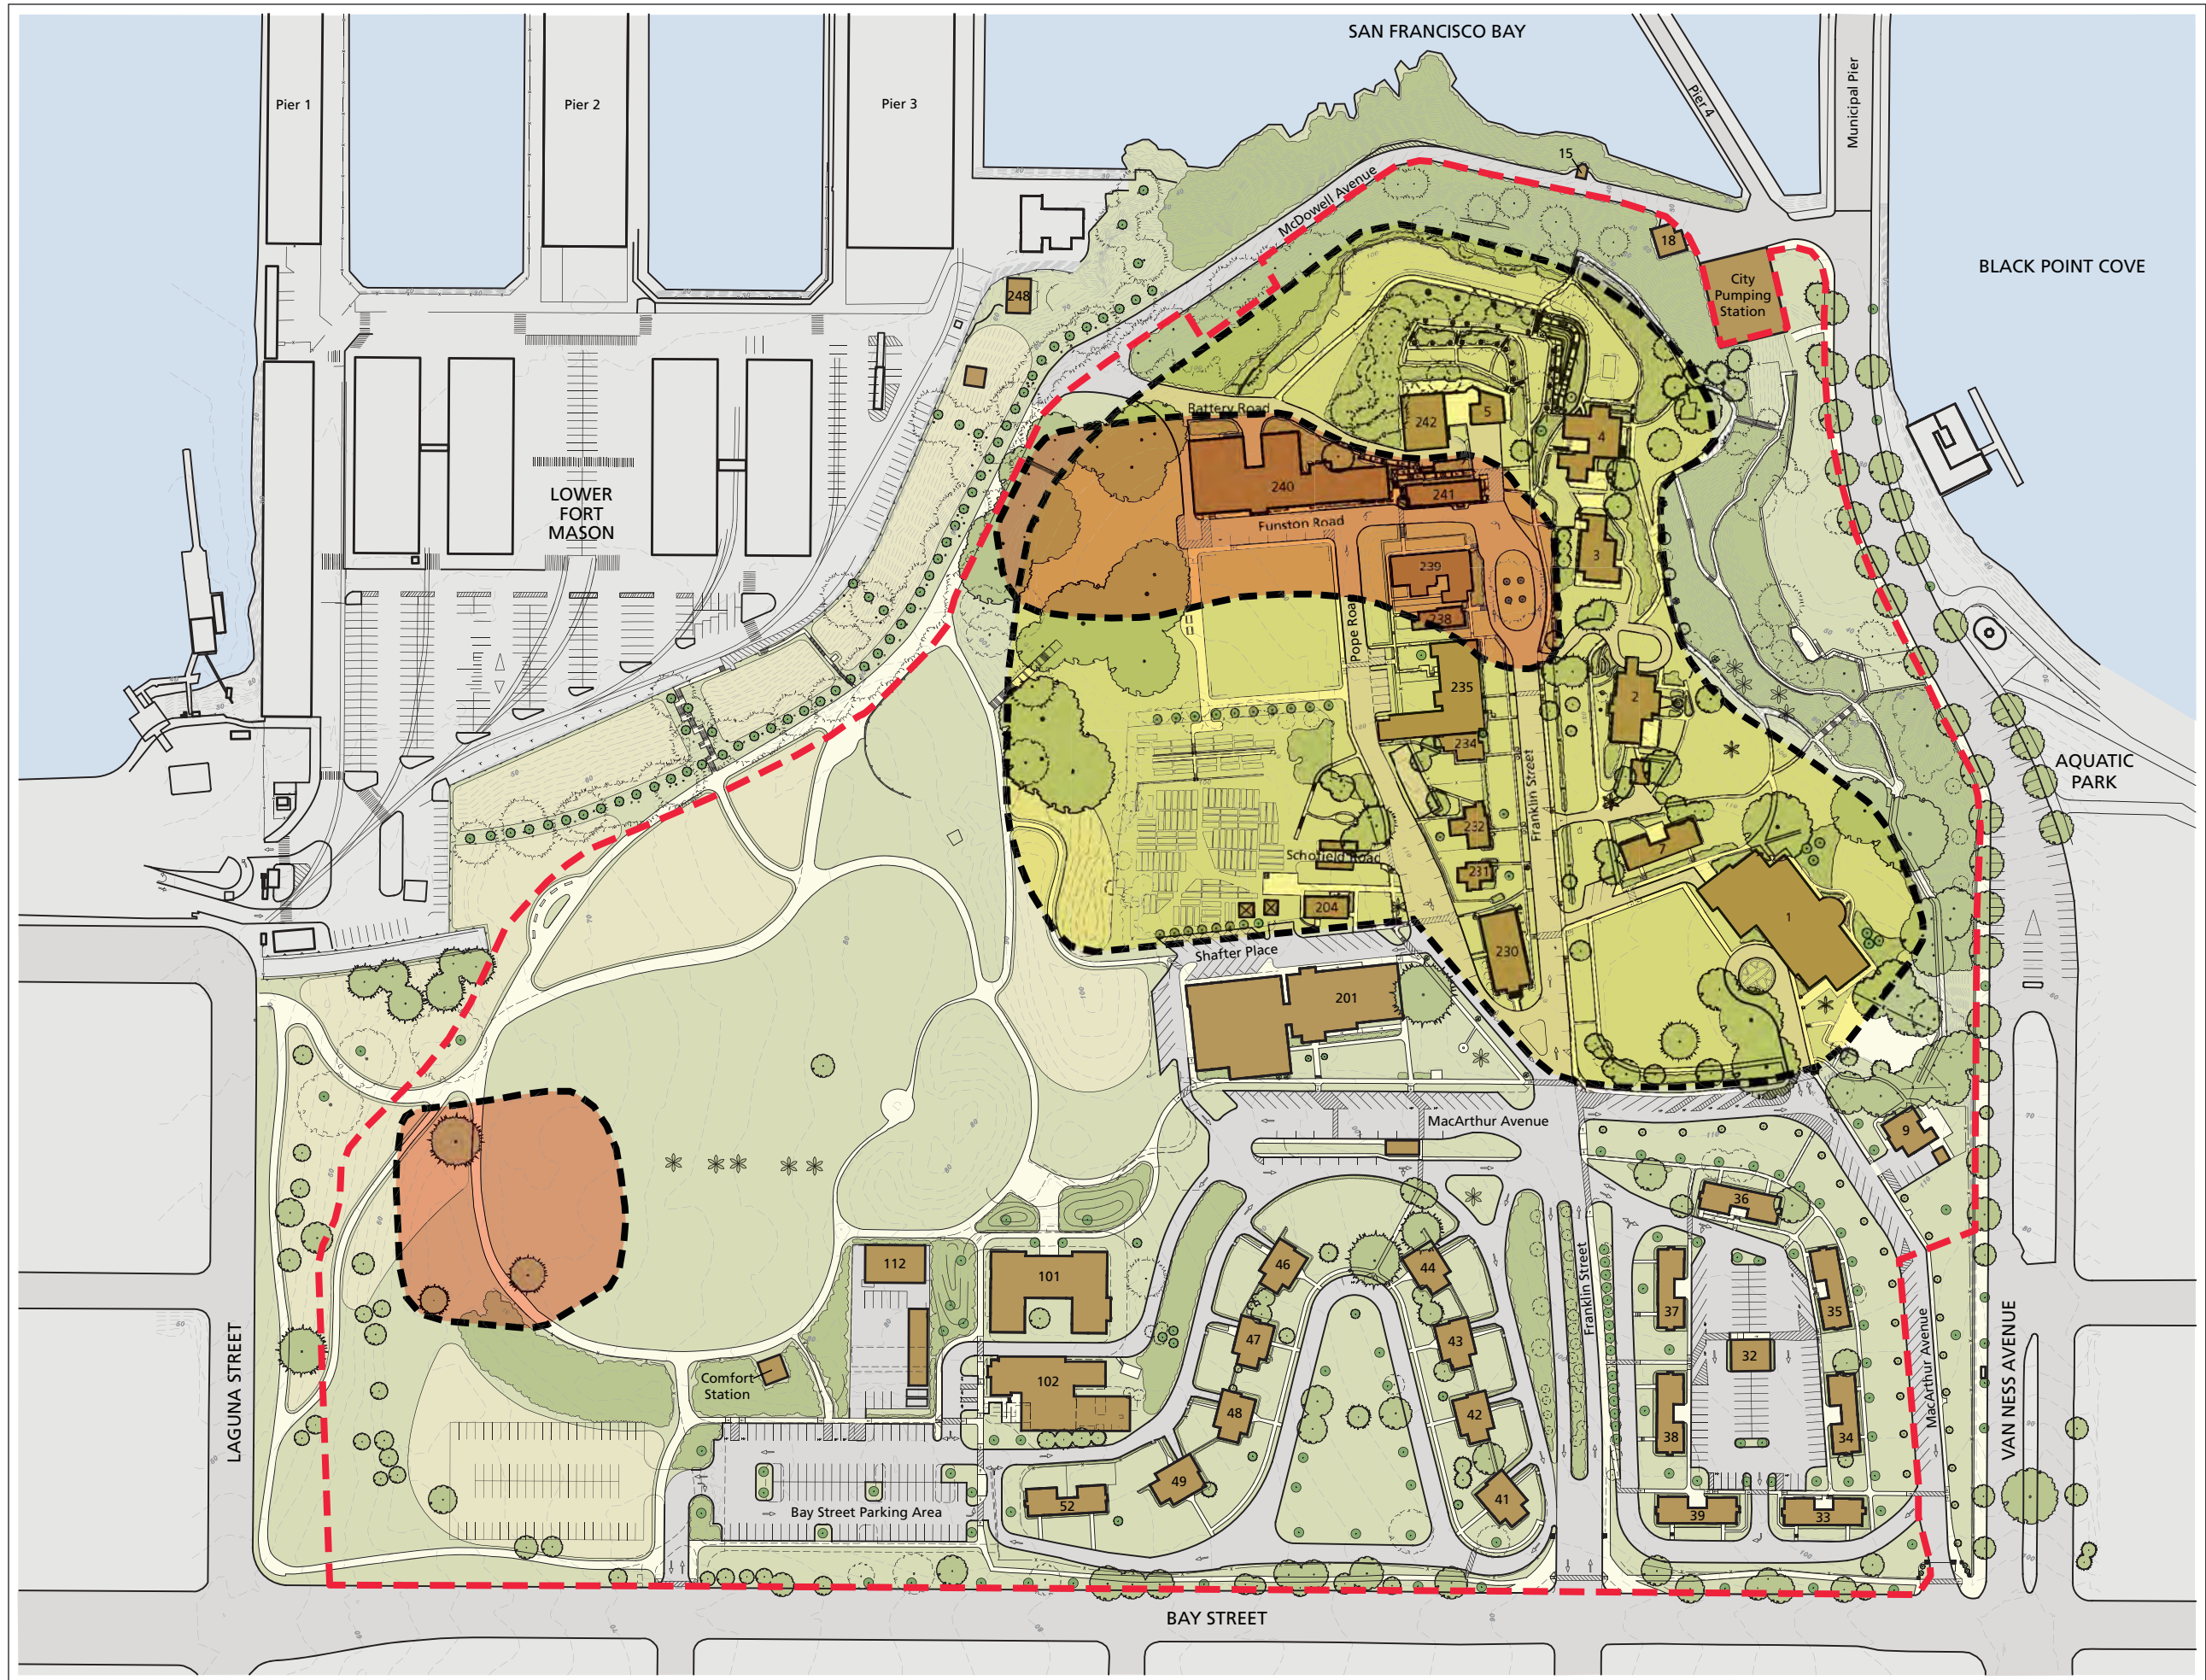 SAN FRANCISCO BAY
Pier 1
Pier 2
Pier 3
Pier 4
Municipal Pier
15
McDowell Avenue
18
City
Pumping
Station
BLACK POINT COVE
248
Battery Road
242
5
4
240
241
Funston Road
LOWER
FORT
MASON
3
239
238
Pope Road
235
2
234
Franklin Street
AQUATIC
PARK
232
7
Schofield Road
231
204
1
230
Shafter Place
201
MacArthur Avenue
9
36
46
44
112
101
37
35
Franklin Street
47
43
32
MacArthur Avenue
VAN NESS AVENUE
LAGUNA STREET
Comfort
Station
102
48
42
38
34
49
41
52
Bay Street Parking Area
39
33
BAY STREET